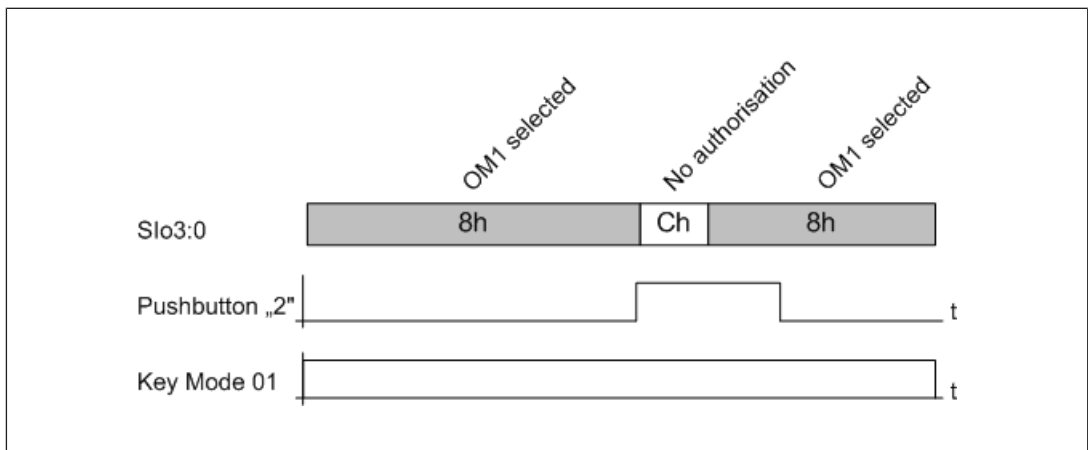 OM1 selected
No authorisation
OM1 selected
SIo3:0
8h
Ch
8h
Pushbutton „2"
t
Key Mode 01
t